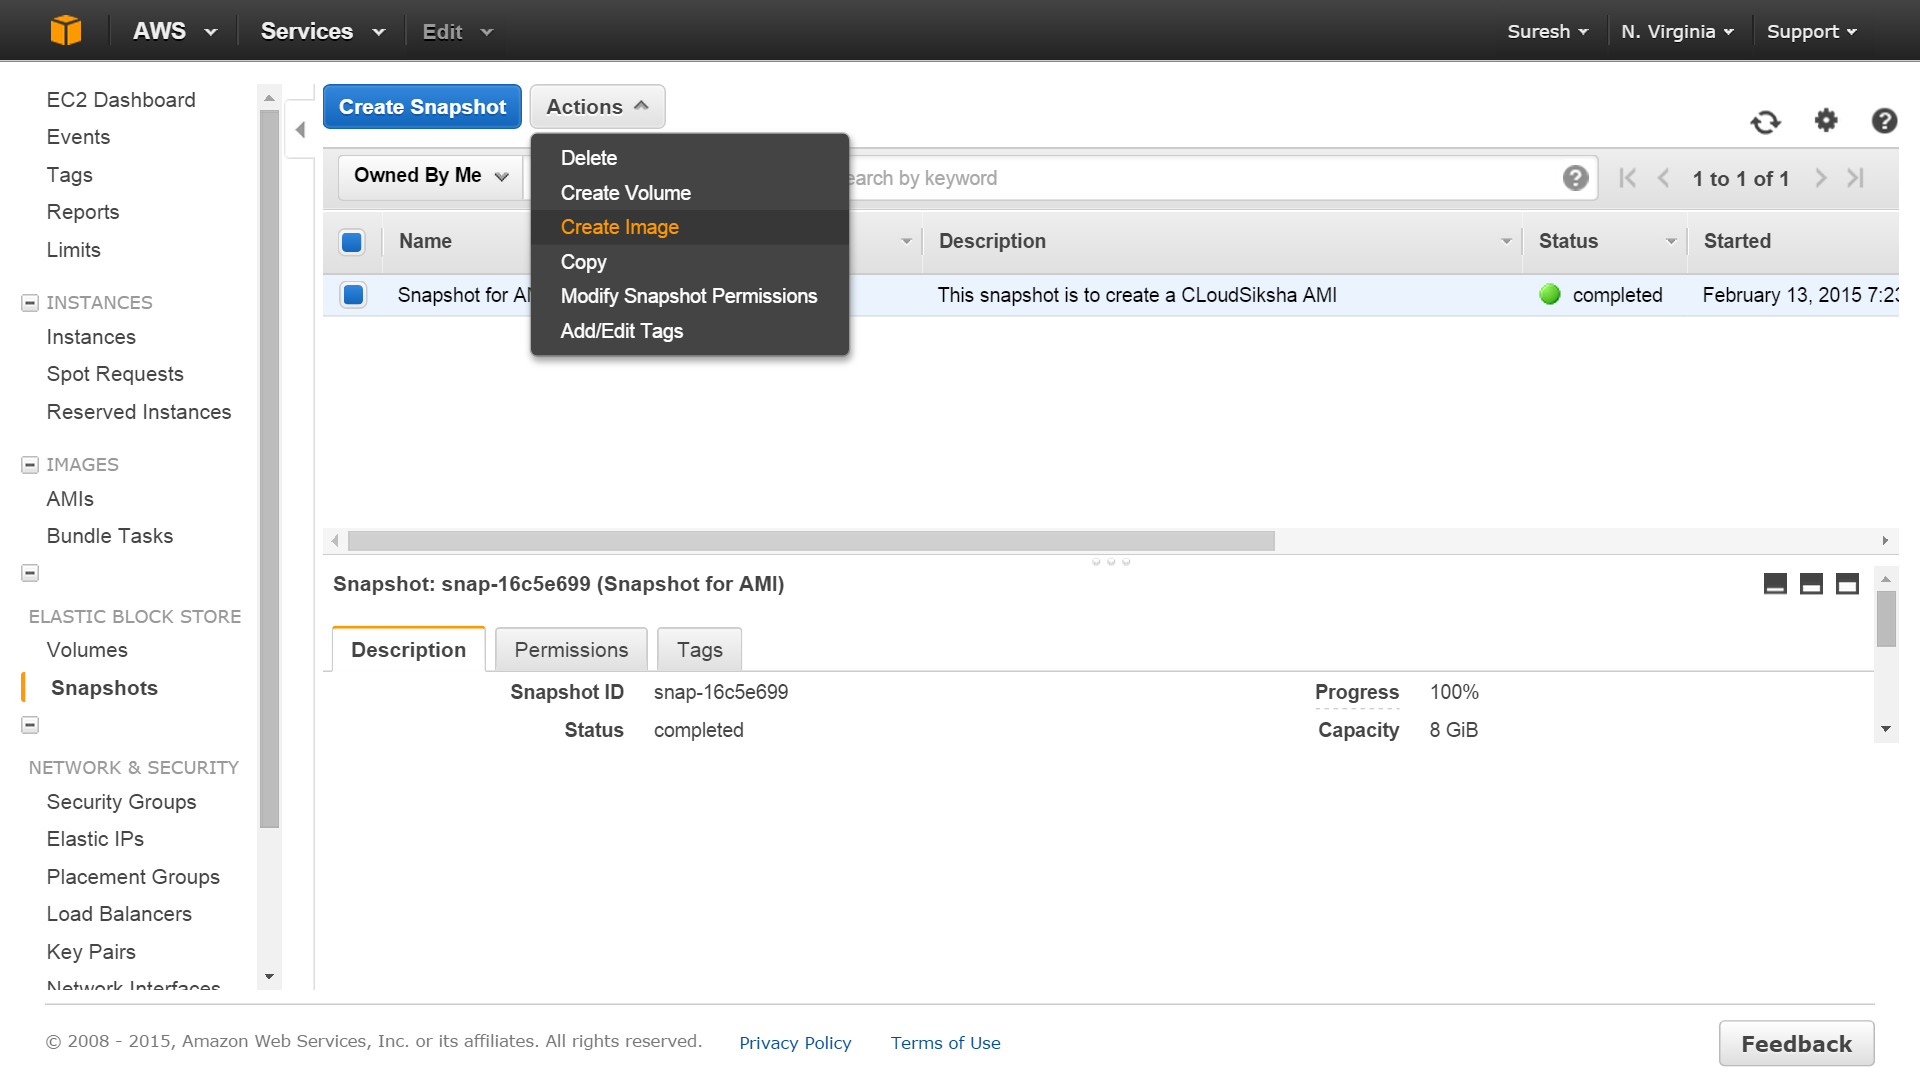 AWS Services Edit Suresh N. Virginia Support
EC2 Dashboard
Events
Tags
Reports
Limits
INSTANCES
Instances
Spot Requests
Reserved Instances
IMAGES
AMIs
Bundle Tasks
ELASTIC BLOCK STORE
Volumes
Snapshots
NETWORK & SECURITY
Security Groups
Elastic IPs
Placement Groups
Load Balancers
Key Pairs
Network Interfaces
Create Snapshot Actions
Delete
Create Volume
Create Image
Copy
Modify Snapshot Permissions
Add/Edit Tags
Owned By Me earch by keyword 1 to 1 of 1
Name Description Status Started
Snapshot for AM This snapshot is to create a CLoudSiksha AMI completed February 13, 2015 7:23
Snapshot: snap-16c5e699 (Snapshot for AMI)
Description Permissions Tags
Snapshot ID snap-16c5e699 Progress 100%
Status completed Capacity 8 GiB
© 2008 - 2015, Amazon Web Services, Inc. or its affiliates. All rights reserved. Privacy Policy Terms of Use Feedback